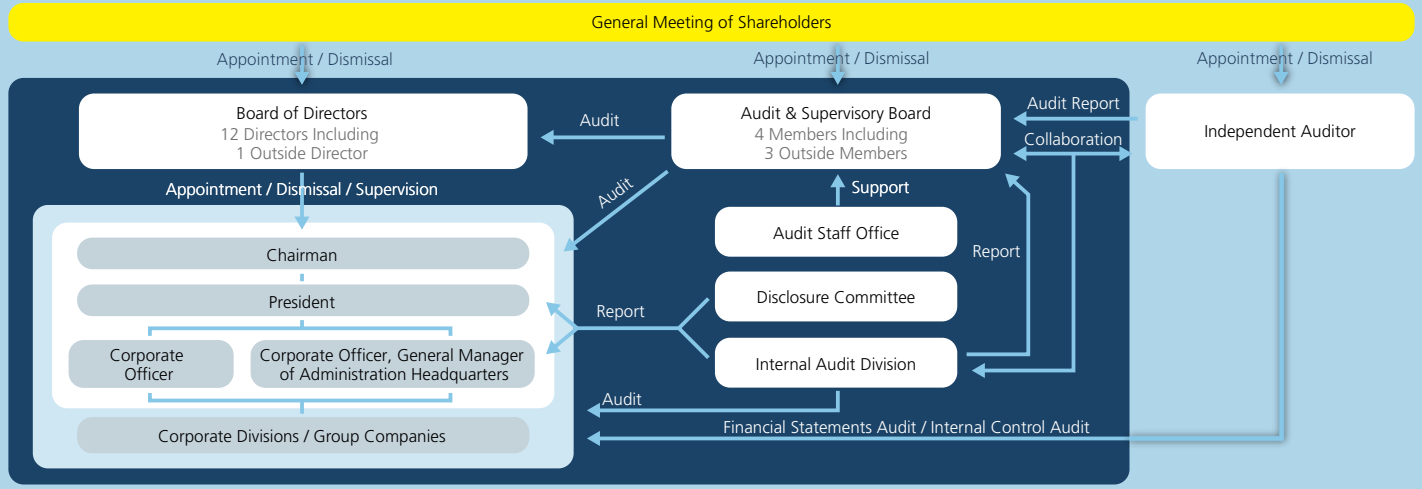 General Meeting of Shareholders
Appointment / Dismissal
Appointment / Dismissal
Appointment / Dismissal
Board of Directors
12 Directors Including
1 Outside Director
Audit
Audit & Supervisory Board
4 Members Including
3 Outside Members
Audit Report
Collaboration
Independent Auditor
Appointment / Dismissal / Supervision
Audit
Support
Audit Staff Office
Report
Chairman
President
Corporate
Officer
Corporate Officer, General Manager
of Administration Headquarters
Report
Disclosure Committee
Internal Audit Division
Audit
Financial Statements Audit / Internal Control Audit
Corporate Divisions / Group Companies